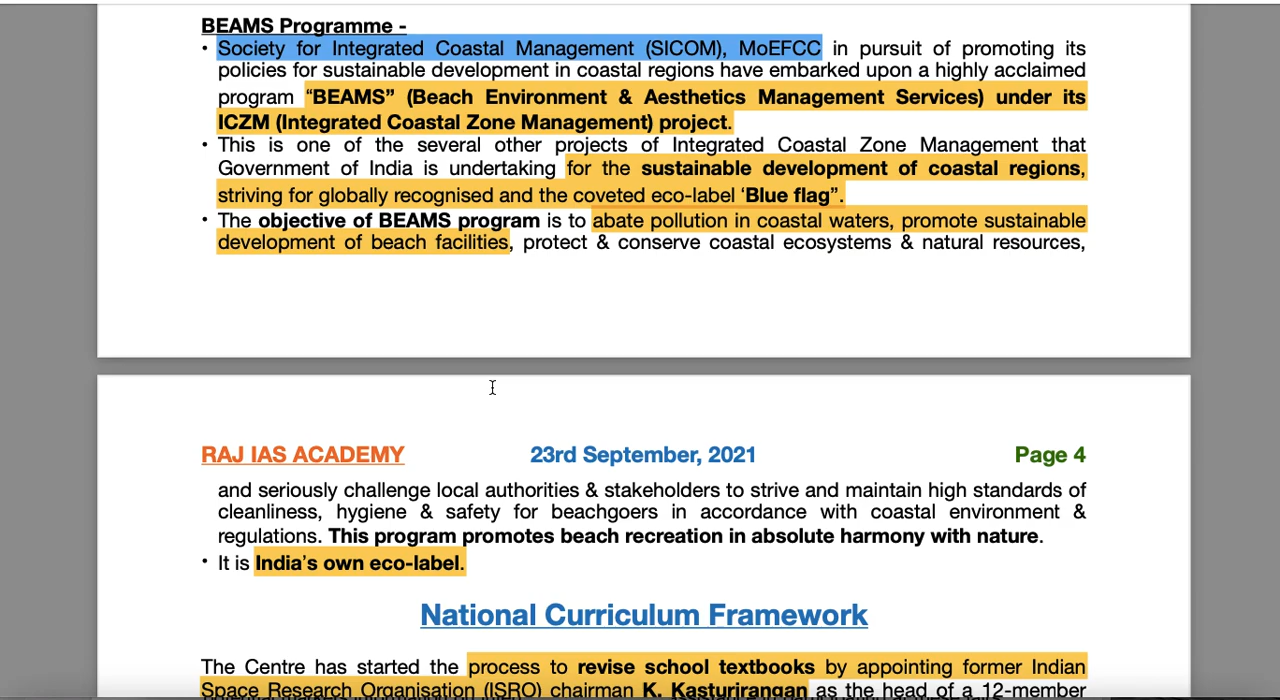 BEAMS Programme -
• Society for Integrated Coastal Management (SICOM), MoEFCC in pursuit of promoting its
policies for sustainable development in coastal regions have embarked upon a highly acclaimed
program “BEAMS” (Beach Environment & Aesthetics Management Services) under its
ICZM (Integrated Coastal Zone Management) project.
• This is one of the several other projects of Integrated Coastal Zone Management that
Government of India is undertaking for the sustainable development of coastal regions,
striving for globally recognised and the coveted eco-label ‘Blue flag”.
• The objective of BEAMS program is to abate pollution in coastal waters, promote sustainable
development of beach facilities, protect & conserve coastal ecosystems & natural resources,
RAJ IAS ACADEMY 23rd September, 2021 Page 4
and seriously challenge local authorities & stakeholders to strive and maintain high standards of
cleanliness, hygiene & safety for beachgoers in accordance with coastal environment &
regulations. This program promotes beach recreation in absolute harmony with nature.
• It is India’s own eco-label.
National Curriculum Framework
The Centre has started the process to revise school textbooks by appointing former Indian
Space Research Organisation (ISRO) chairman K. Kasturirangan as the head of a 12-member